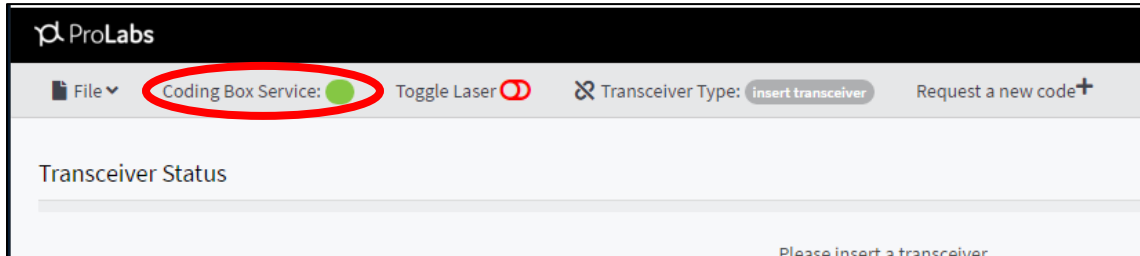 ProLabs
File Coding Box Service: Toggle Laser Transceiver Type: insert transceiver Request a new code
Transceiver Status
Please insert a transceiver